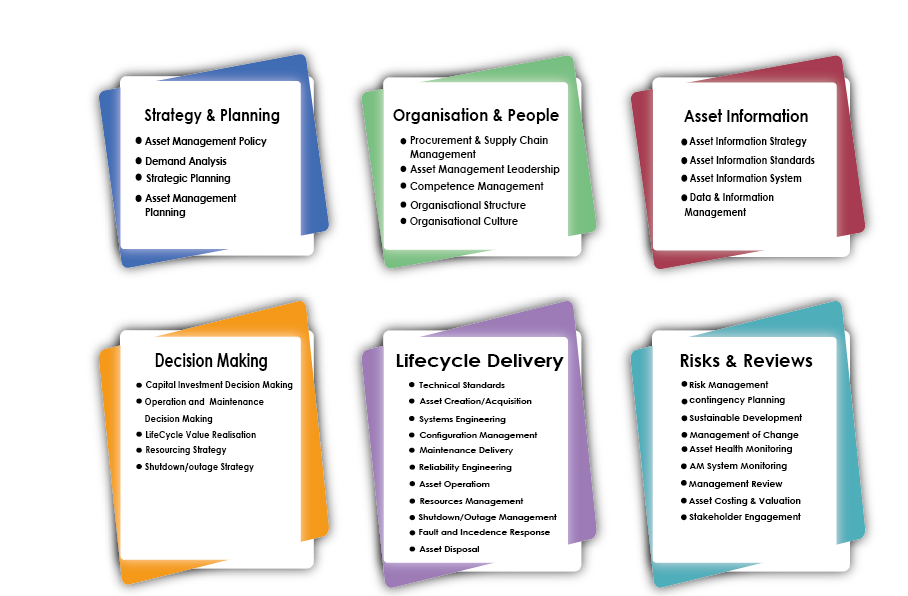 Strategy & Planning
● Asset Management Policy
● Demand Analysis
● Strategic Planning
● Asset Management
Planning
Organisation & People
● Procurement & Supply Chain
Management
● Asset Management Leadership
● Competence Management
● Organisational Structure
● Organisational Culture
Asset Information
● Asset Information Strategy
● Asset Information Standards
● Asset Information System
● Data & Information
Management
Decision Making
● Capital Investment Decision Making
● Operation and Maintenance
Decision Making
● LifeCycle Value Realisation
● Resourcing Strategy
● Shutdown/outage Strategy
Lifecycle Delivery
● Technical Standards
● Asset Creation/Acquisition
● Systems Engineering
● Configuration Management
● Maintenance Delivery
● Reliability Engineering
● Asset Operatiom
● Resources Management
● Shutdown/Outage Management
● Fault and Incedence Response
● Asset Disposal
Risks & Reviews
● Risk Management
● contingency Planning
● Sustainable Development
● Management of Change
● Asset Health Monitoring
● AM System Monitoring
● Management Review
● Asset Costing & Valuation
● Stakeholder Engagement